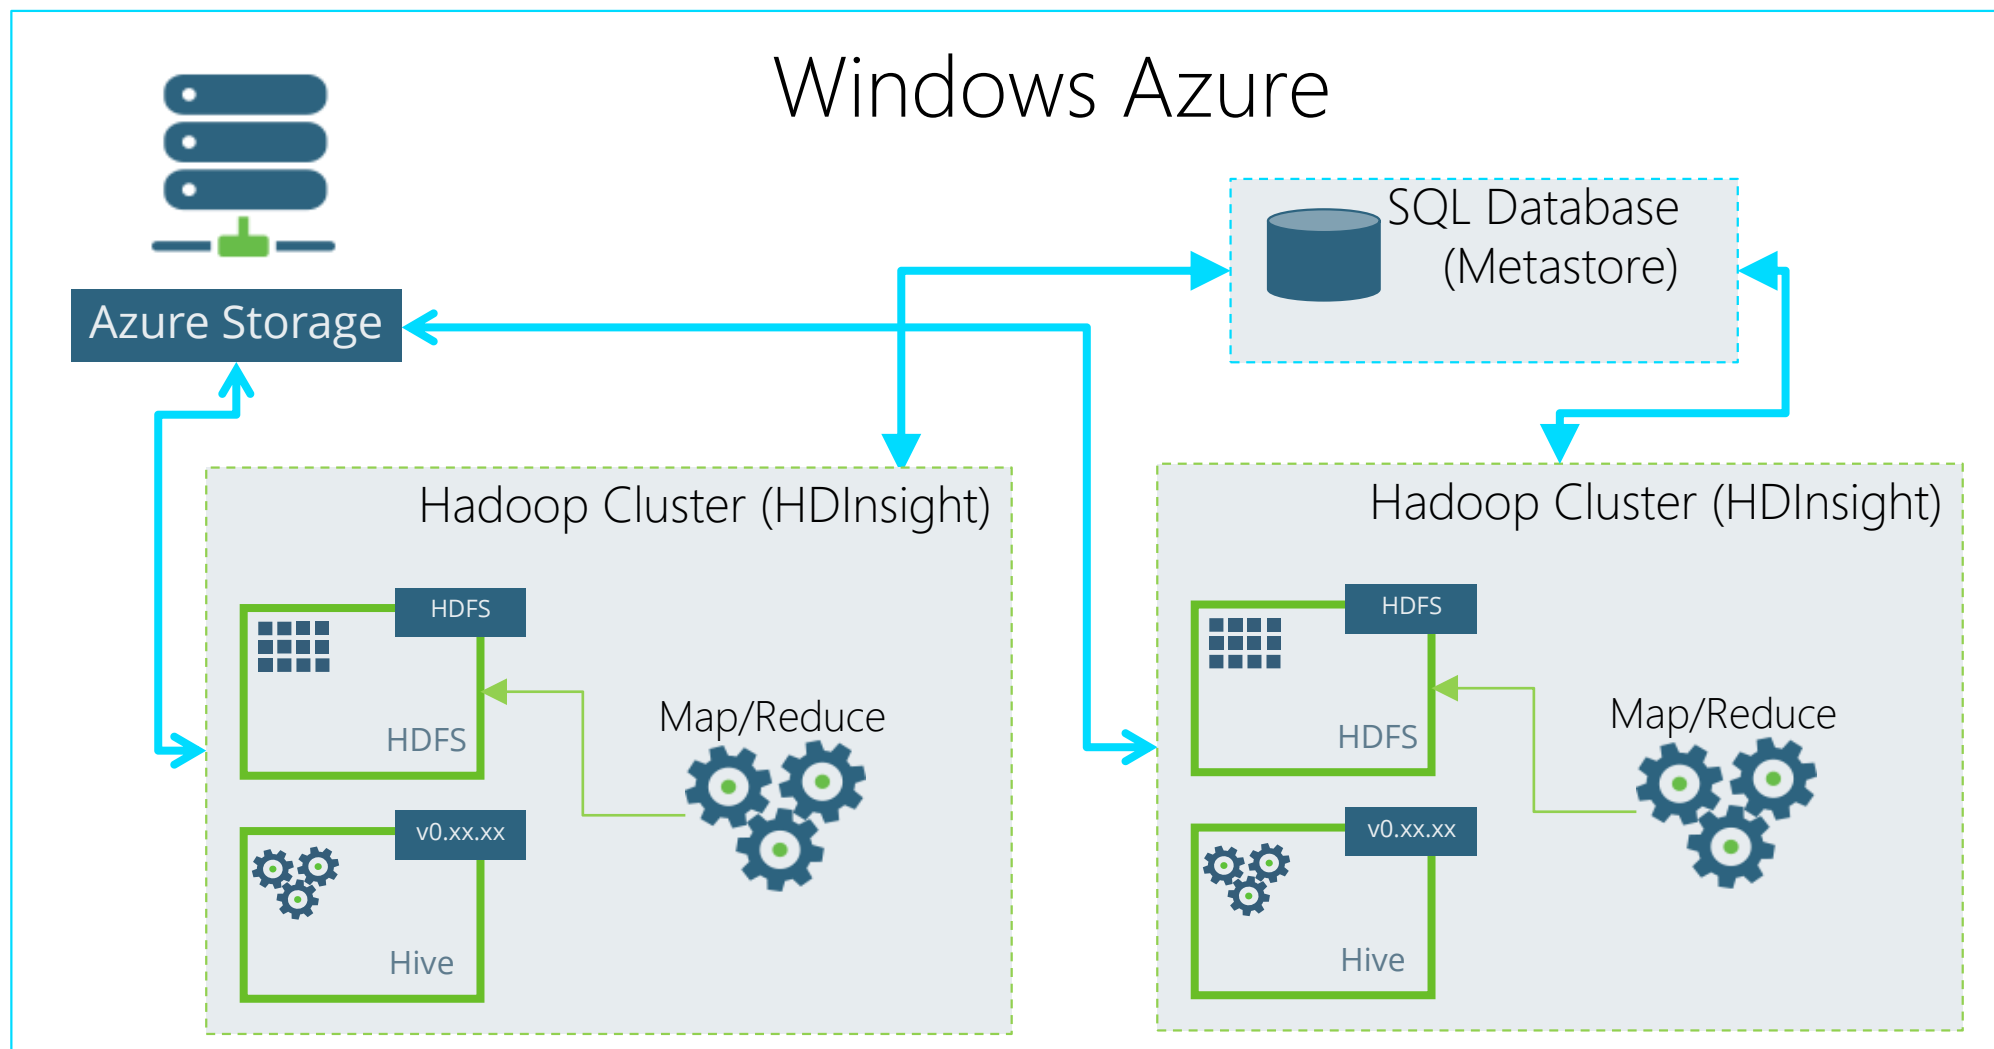 Windows Azure
SQL Database
(Metastore)
Azure Storage
Hadoop Cluster (HDInsight)
HDFS
HDFS
Map/Reduce
v0.xx.xx
Hive
Hadoop Cluster (HDInsight)
HDFS
HDFS
Map/Reduce
v0.xx.xx
Hive